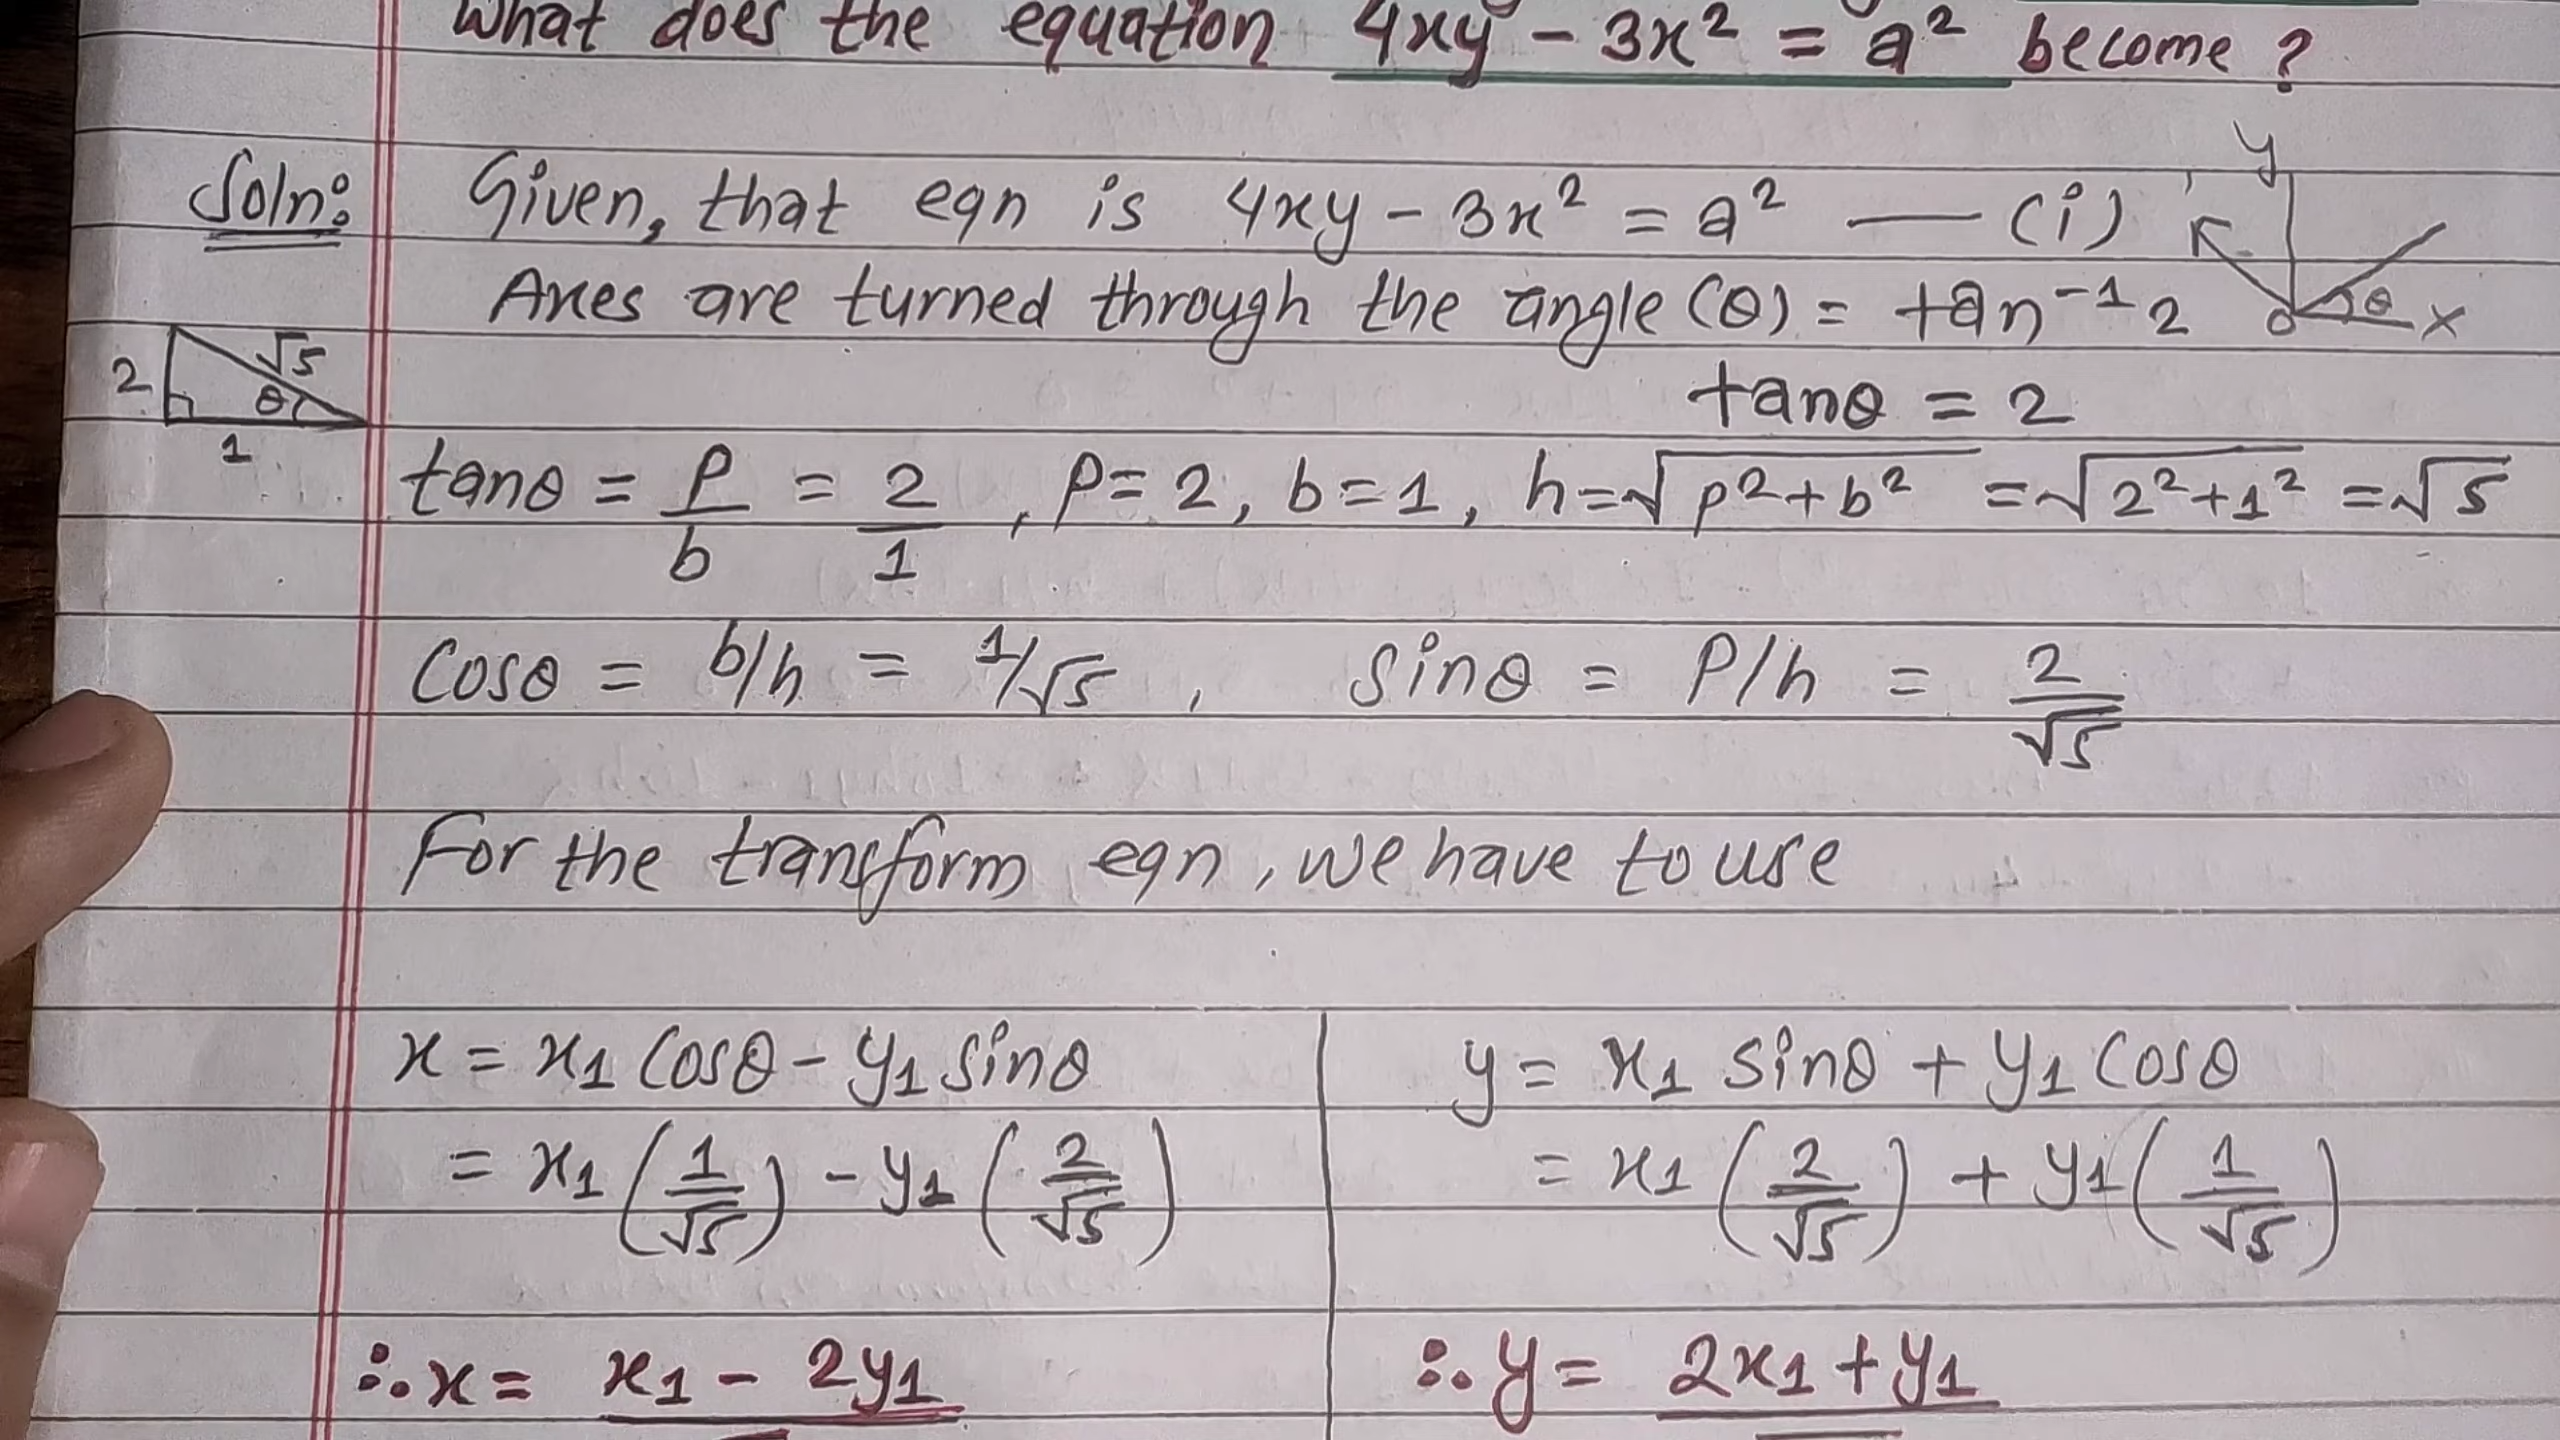 What does the equation 4xy - 3x² = a² become ?
Soln: Given, that eqn is 4xy - 3x² = a² — (i)
Axes are turned through the angle (θ) = tan⁻¹ 2
y
θ
o
x
2
√5
θ
1
tanθ = 2
tanθ = p/b = 2/1, p = 2, b = 1, h = √(p² + b²) = √(2² + 1²) = √5
Cosθ = b/h = 1/√5, sinθ = P/h = 2/√5
For the transform eqn, we have to use
x = x₁ Cosθ - y₁ sinθ
= x₁ (1/√5) - y₁ (2/√5)
∴ x = x₁ - 2y₁
y = x₁ sinθ + y₁ Cosθ
= x₁ (2/√5) + y₁ (1/√5)
∴ y = 2x₁ + y₁